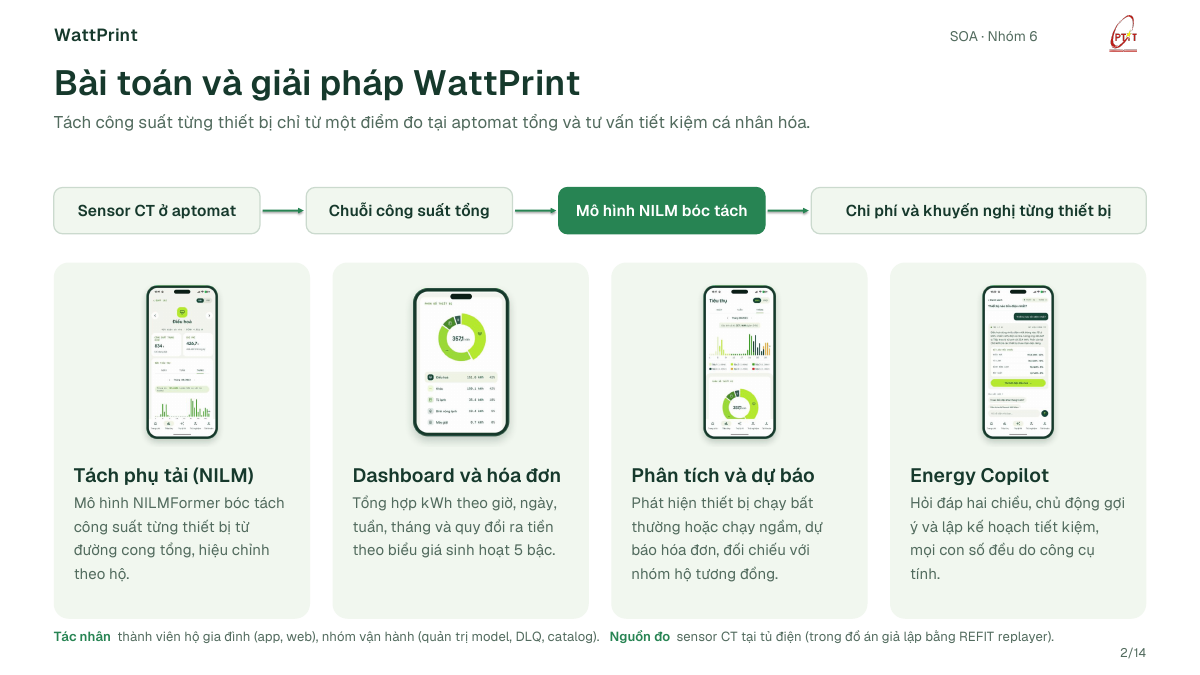 WattPrint
SOA · Nhóm 6
PTIT
Bài toán và giải pháp WattPrint
Tách công suất từng thiết bị chỉ từ một điểm đo tại aptomat tổng và tư vấn tiết kiệm cá nhân hóa.
Sensor CT ở aptomat
Chuỗi công suất tổng
Mô hình NILM bóc tách
Chi phí và khuyến nghị từng thiết bị
Điều hoà
Tiêu thụ
Tách phụ tải (NILM)
Mô hình NILMFormer bóc tách
công suất từng thiết bị từ
đường cong tổng, hiệu chỉnh
theo hộ.
Dashboard và hóa đơn
Tổng hợp kWh theo giờ, ngày,
tuần, tháng và quy đổi ra tiền
theo biểu giá sinh hoạt 5 bậc.
Phân tích và dự báo
Phát hiện thiết bị chạy bất
thường hoặc chạy ngầm, dự
báo hóa đơn, đối chiếu với
nhóm hộ tương đồng.
Energy Copilot
Hỏi đáp hai chiều, chủ động gợi
ý và lập kế hoạch tiết kiệm,
mọi con số đều do công cụ
tính.
Tác nhân thành viên hộ gia đình (app, web), nhóm vận hành (quản trị model, DLQ, catalog). Nguồn đo sensor CT tại tủ điện (trong đồ án giả lập bằng REFIT replayer).
2/14